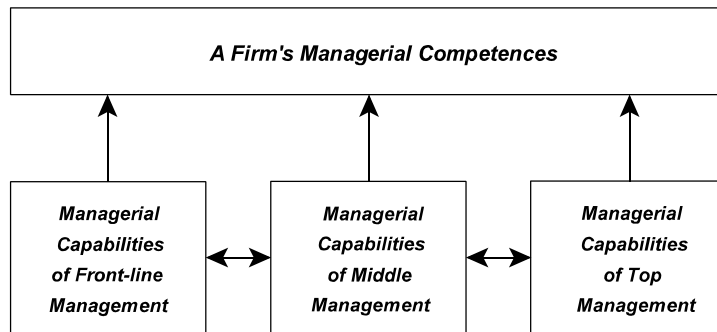 A Firm's Managerial Competences
Managerial
Capabilities
of Front-line
Management
Managerial
Capabilities
of Middle
Management
Managerial
Capabilities
of Top
Management